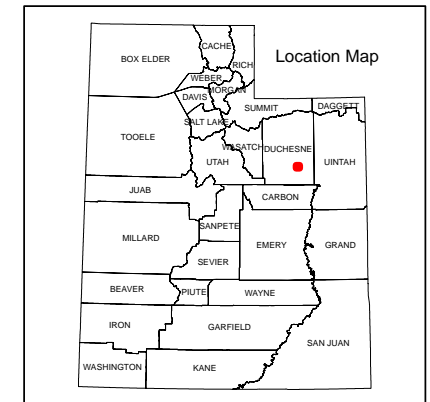 Location Map
CACHE
BOX ELDER
RICH
WEBER
MORGAN
DAVIS
SUMMIT
DAGGETT
SALT LAKE
TOOELE
WASATCH
DUCHESNE
UTAH
UINTAH
JUAB
CARBON
SANPETE
MILLARD
EMERY
GRAND
SEVIER
BEAVER
PIUTE
WAYNE
IRON
GARFIELD
SAN JUAN
WASHINGTON
KANE